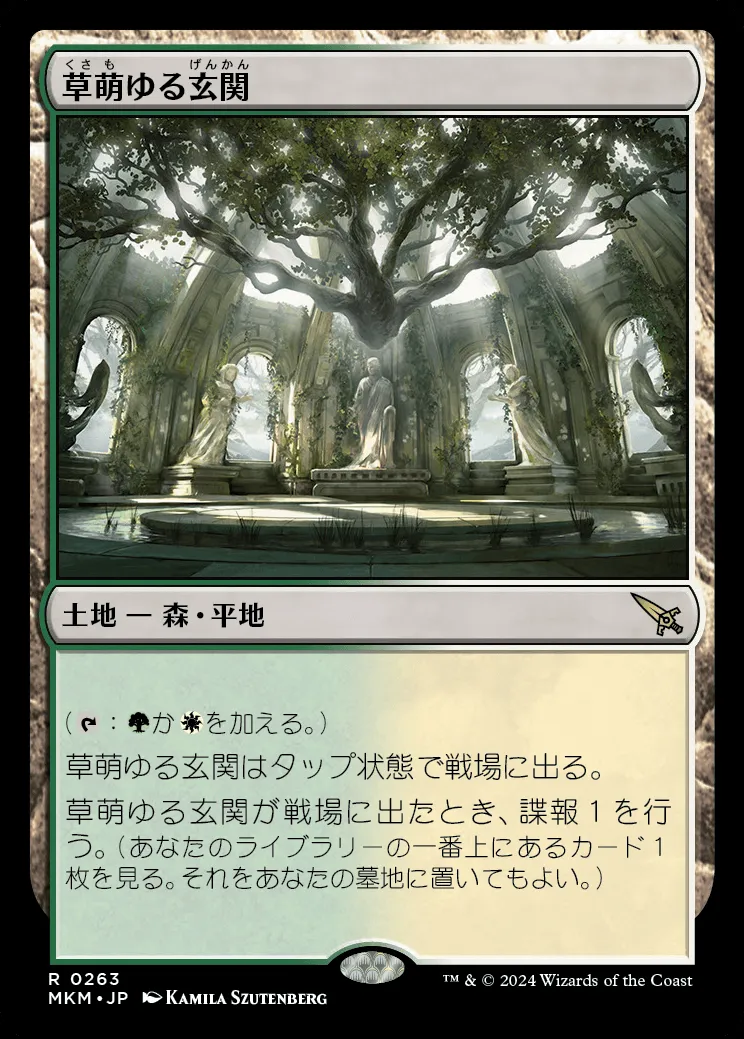 くさ も げんかん
草萌ゆる玄関
土地 — 森・平地
(：か を加える。)
草萌ゆる玄関はタップ状態で戦場に出る。
草萌ゆる玄関が戦場に出たとき、諜報1を行
う。(あなたのライブラリーの一番上にあるカード1
枚を見る。それをあなたの墓地に置いてもよい。)
R 0263
MKM • JP Kamila Szutenberg
™ & © 2024 Wizards of the Coast